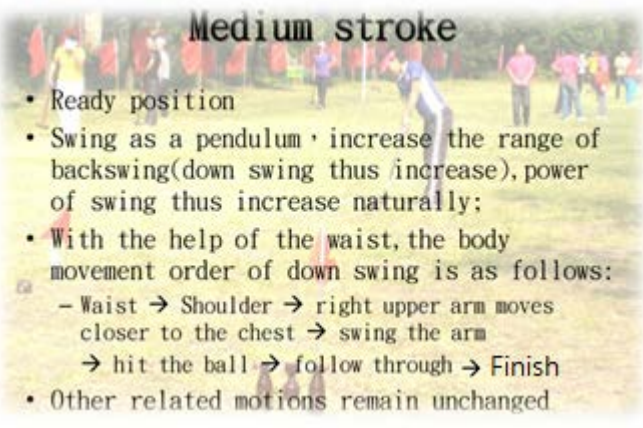 Medium stroke
• Ready position
• Swing as a pendulum,increase the range of
backswing(down swing thus increase),power
of swing thus increase naturally;
• With the help of the waist,the body
movement order of down swing is as follows:
– Waist → Shoulder → right upper arm moves
closer to the chest → swing the arm
→ hit the ball → follow through → Finish
• Other related motions remain unchanged